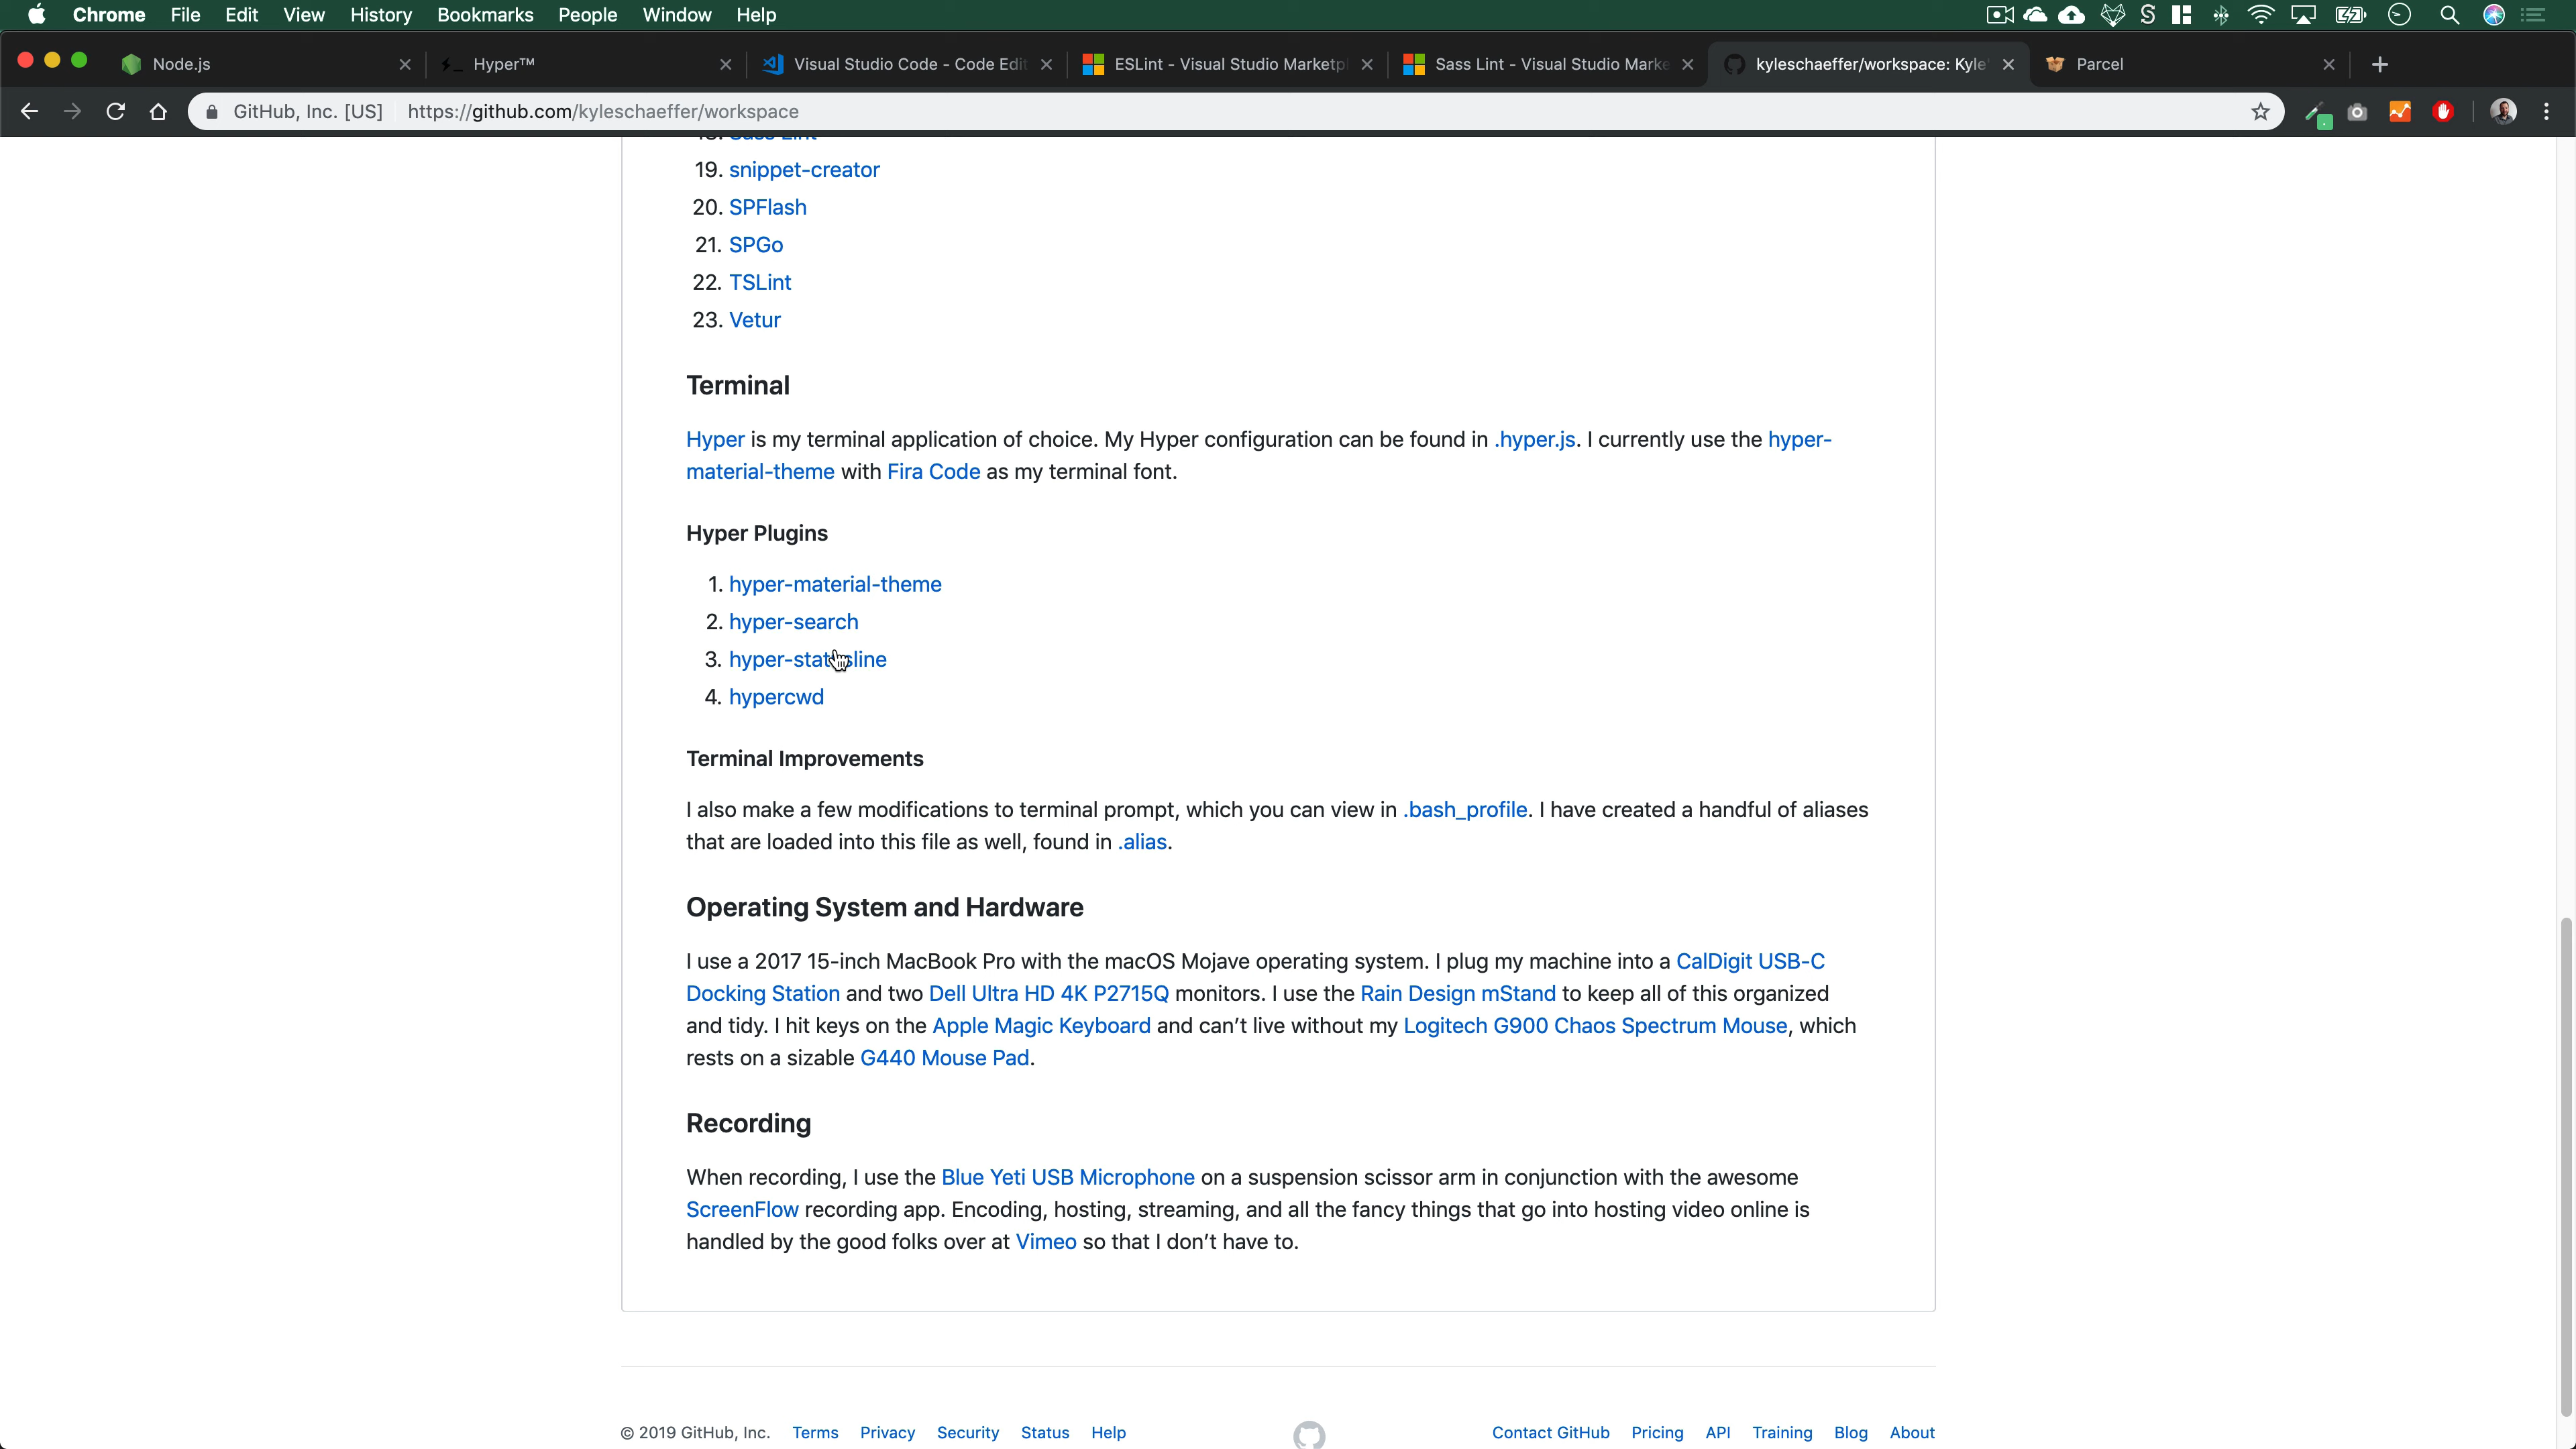 Chrome File Edit View History Bookmarks People Window Help
Node.js Hyper™ Visual Studio Code - Code Edit ESLint - Visual Studio Marketpl Sass Lint - Visual Studio Marke kyleschaeffer/workspace: Kyle' Parcel
GitHub, Inc. [US] https://github.com/kyleschaeffer/workspace
18. Sass Lint
19. snippet-creator
20. SPFlash
21. SPGo
22. TSLint
23. Vetur
Terminal
Hyper is my terminal application of choice. My Hyper configuration can be found in .hyper.js. I currently use the hyper-
material-theme with Fira Code as my terminal font.
Hyper Plugins
1. hyper-material-theme
2. hyper-search
3. hyper-statusline
4. hypercwd
Terminal Improvements
I also make a few modifications to terminal prompt, which you can view in .bash_profile. I have created a handful of aliases
that are loaded into this file as well, found in .alias.
Operating System and Hardware
I use a 2017 15-inch MacBook Pro with the macOS Mojave operating system. I plug my machine into a CalDigit USB-C
Docking Station and two Dell Ultra HD 4K P2715Q monitors. I use the Rain Design mStand to keep all of this organized
and tidy. I hit keys on the Apple Magic Keyboard and can't live without my Logitech G900 Chaos Spectrum Mouse, which
rests on a sizable G440 Mouse Pad.
Recording
When recording, I use the Blue Yeti USB Microphone on a suspension scissor arm in conjunction with the awesome
ScreenFlow recording app. Encoding, hosting, streaming, and all the fancy things that go into hosting video online is
handled by the good folks over at Vimeo so that I don't have to.
© 2019 GitHub, Inc. Terms Privacy Security Status Help Contact GitHub Pricing API Training Blog About